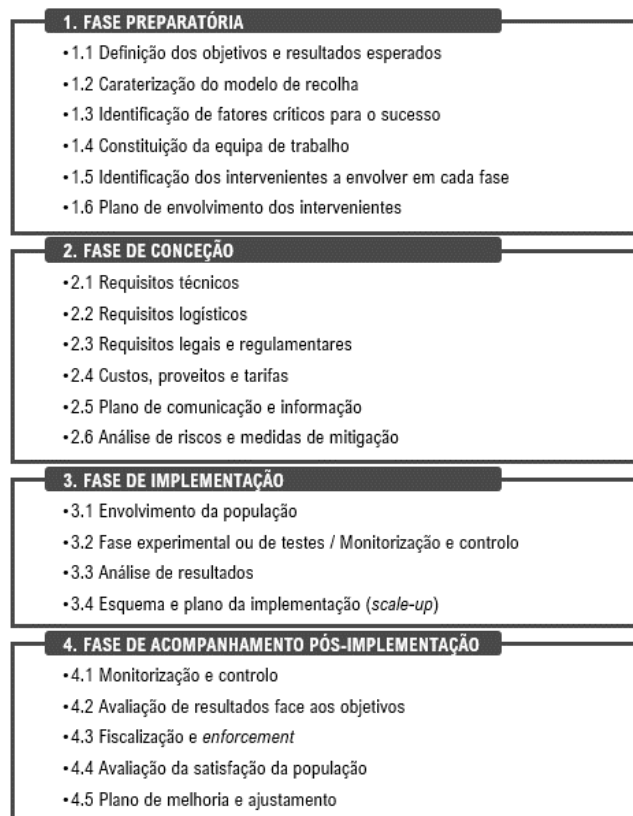 1. FASE PREPARATÓRIA
•1.1 Definição dos objetivos e resultados esperados
•1.2 Caraterização do modelo de recolha
•1.3 Identificação de fatores críticos para o sucesso
•1.4 Constituição da equipa de trabalho
•1.5 Identificação dos intervenientes a envolver em cada fase
•1.6 Plano de envolvimento dos intervenientes
2. FASE DE CONCEÇÃO
•2.1 Requisitos técnicos
•2.2 Requisitos logísticos
•2.3 Requisitos legais e regulamentares
•2.4 Custos, proveitos e tarifas
•2.5 Plano de comunicação e informação
•2.6 Análise de riscos e medidas de mitigação
3. FASE DE IMPLEMENTAÇÃO
•3.1 Envolvimento da população
•3.2 Fase experimental ou de testes / Monitorização e controlo
•3.3 Análise de resultados
•3.4 Esquema e plano da implementação (scale-up)
4. FASE DE ACOMPANHAMENTO PÓS-IMPLEMENTAÇÃO
•4.1 Monitorização e controlo
•4.2 Avaliação de resultados face aos objetivos
•4.3 Fiscalização e enforcement
•4.4 Avaliação da satisfação da população
•4.5 Plano de melhoria e ajustamento